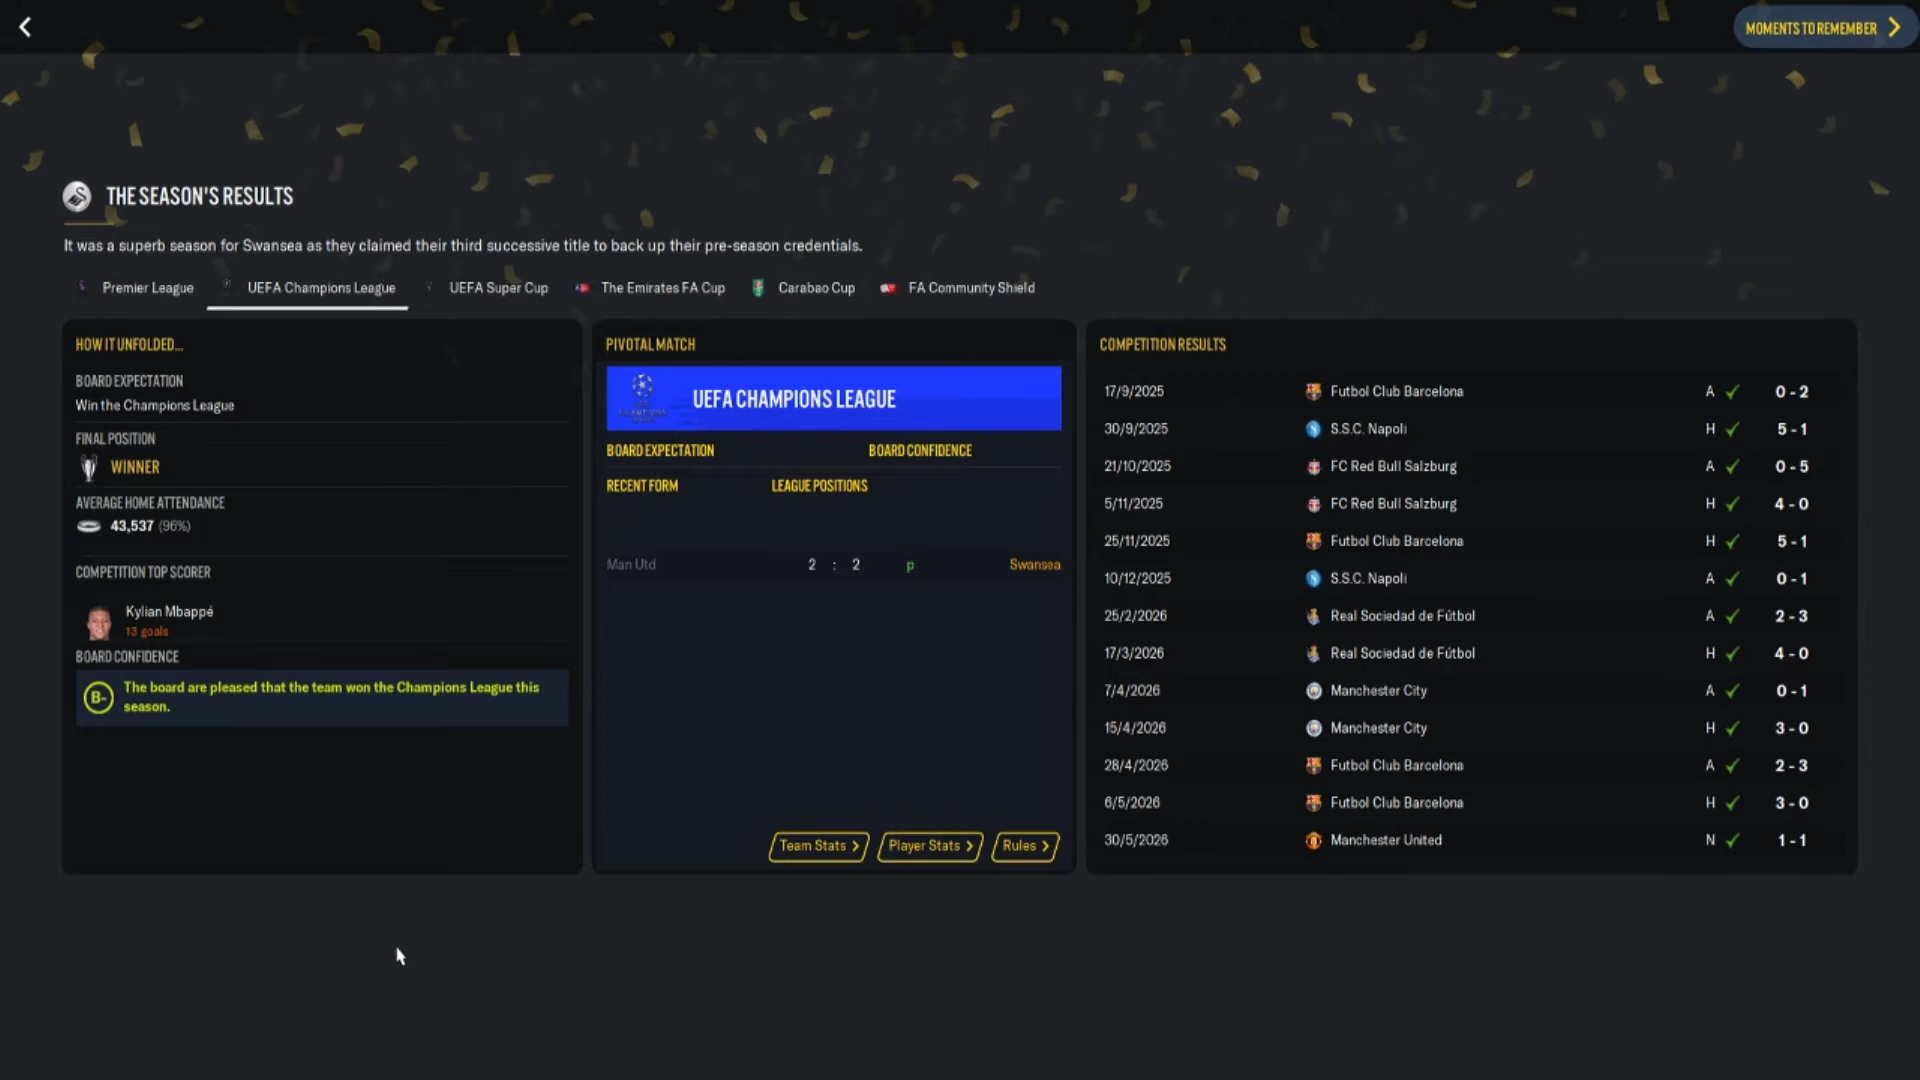 MOMENTS TO REMEMBER
THE SEASON'S RESULTS
It was a superb season for Swansea as they claimed their third successive title to back up their pre-season credentials.
Premier League UEFA Champions League UEFA Super Cup The Emirates FA Cup Carabao Cup FA Community Shield
HOW IT UNFOLDED...
BOARD EXPECTATION
Win the Champions League
FINAL POSITION
WINNER
AVERAGE HOME ATTENDANCE
43,537 (96%)
COMPETITION TOP SCORER
Kylian Mbappé
13 goals
BOARD CONFIDENCE
B- The board are pleased that the team won the Champions League this
season.
PIVOTAL MATCH
UEFA CHAMPIONS LEAGUE
BOARD EXPECTATION BOARD CONFIDENCE
RECENT FORM LEAGUE POSITIONS
Man Utd 2 : 2 p Swansea
Team Stats Player Stats Rules
COMPETITION RESULTS
17/9/2025 Futbol Club Barcelona A 0 - 2
30/9/2025 S.S.C. Napoli H 5 - 1
21/10/2025 FC Red Bull Salzburg A 0 - 5
5/11/2025 FC Red Bull Salzburg H 4 - 0
25/11/2025 Futbol Club Barcelona H 5 - 1
10/12/2025 S.S.C. Napoli A 0 - 1
25/2/2026 Real Sociedad de Fútbol A 2 - 3
17/3/2026 Real Sociedad de Fútbol H 4 - 0
7/4/2026 Manchester City A 0 - 1
15/4/2026 Manchester City H 3 - 0
28/4/2026 Futbol Club Barcelona A 2 - 3
6/5/2026 Futbol Club Barcelona H 3 - 0
30/5/2026 Manchester United N 1 - 1